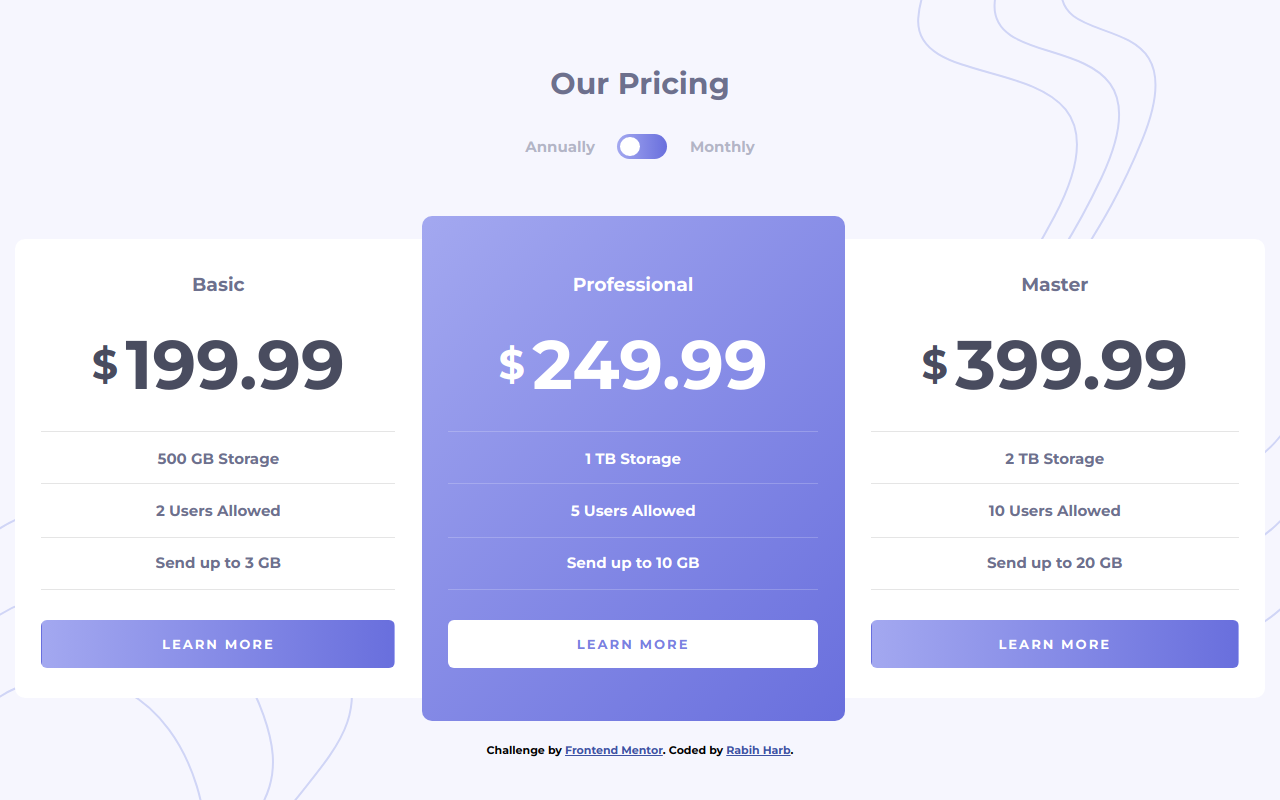 Our Pricing
Annually Monthly
Basic
$199.99
500 GB Storage
2 Users Allowed
Send up to 3 GB
LEARN MORE
Professional
$249.99
1 TB Storage
5 Users Allowed
Send up to 10 GB
LEARN MORE
Master
$399.99
2 TB Storage
10 Users Allowed
Send up to 20 GB
LEARN MORE
Challenge by Frontend Mentor. Coded by Rabih Harb.